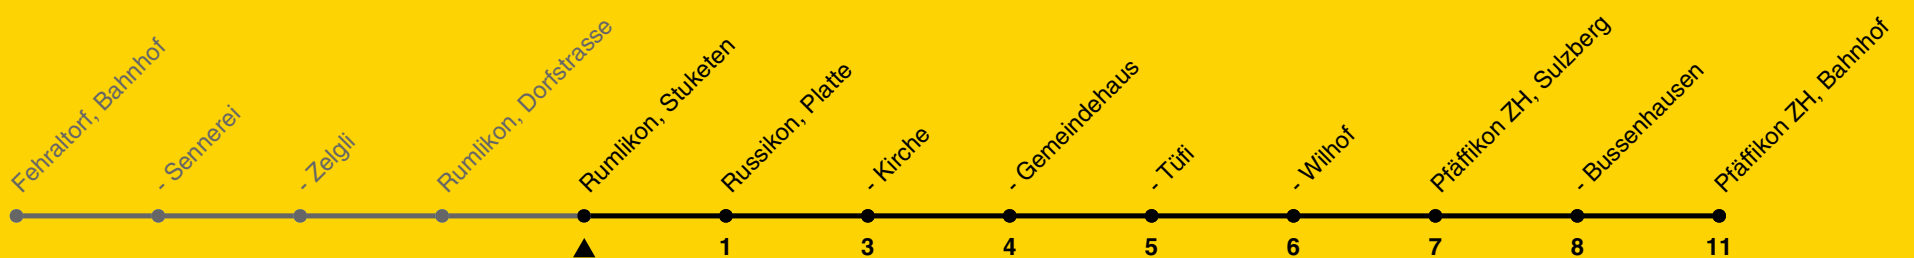 Fehraltorf, Bahnhof
- Sennerei
- Zelgli
Rumlikon, Dorfstrasse
Rumlikon, Stuketen
Russikon, Platte
- Kirche
- Gemeindehaus
- Tüfi
- Wilhof
Pfäffikon ZH, Sulzberg
- Bussenhausen
Pfäffikon ZH, Bahnhof
1
3
4
5
6
7
8
11